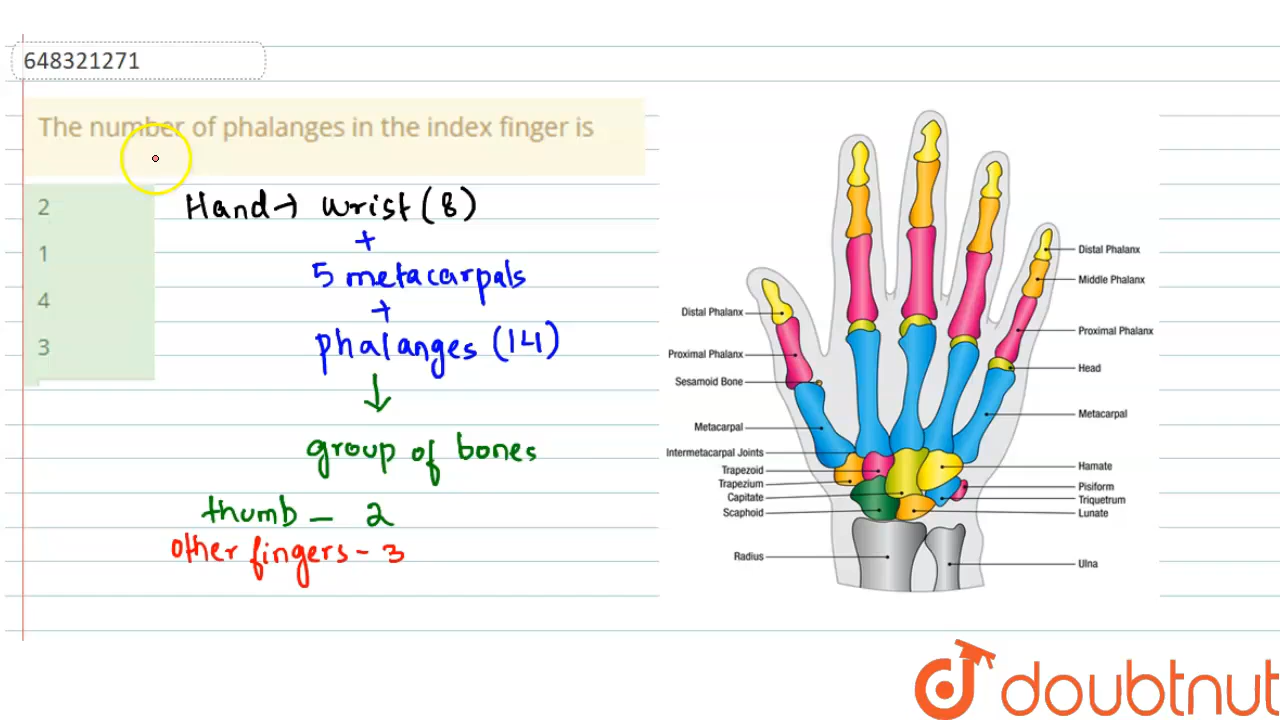 648321271
The number of phalanges in the index finger is
2
1
4
3
Hand → wrist (8)
+
5 metacarpals
+
phalanges (14)
↓
group of bones
thumb – 2
other fingers – 3
Distal Phalanx
Proximal Phalanx
Sesamoid Bone
Metacarpal
Intermetacarpal Joints
Trapezoid
Trapezium
Capitate
Scaphoid
Radius
Distal Phalanx
Middle Phalanx
Proximal Phalanx
Head
Metacarpal
Hamate
Pisiform
Triquetrum
Lunate
Ulna
doubtnut